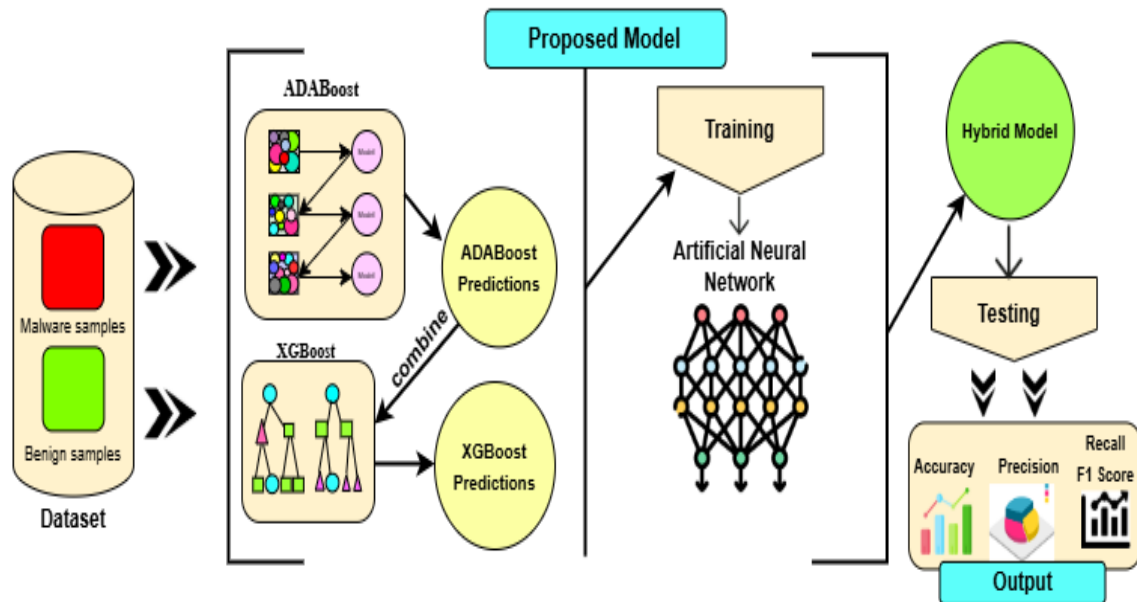 Proposed Model
ADABoost
Model
Model
Model
ADABoost
Predictions
combine
XGBoost
XGBoost
Predictions
Malware samples
Benign samples
Dataset
Training
Artificial Neural
Network
Hybrid Model
Testing
Accuracy
Precision
Recall
F1 Score
Output